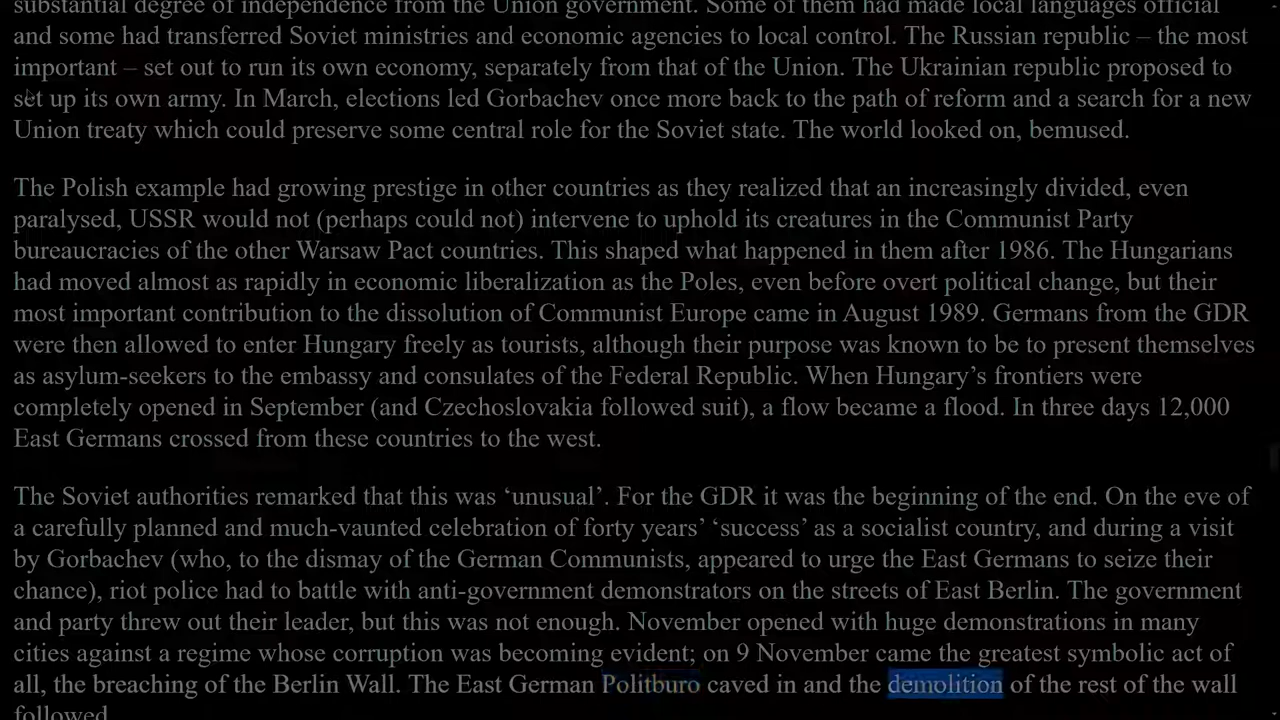 substantial degree of independence from the Union government. Some of them had made local languages official
and some had transferred Soviet ministries and economic agencies to local control. The Russian republic – the most
important – set out to run its own economy, separately from that of the Union. The Ukrainian republic proposed to
set up its own army. In March, elections led Gorbachev once more back to the path of reform and a search for a new
Union treaty which could preserve some central role for the Soviet state. The world looked on, bemused.
The Polish example had growing prestige in other countries as they realized that an increasingly divided, even
paralysed, USSR would not (perhaps could not) intervene to uphold its creatures in the Communist Party
bureaucracies of the other Warsaw Pact countries. This shaped what happened in them after 1986. The Hungarians
had moved almost as rapidly in economic liberalization as the Poles, even before overt political change, but their
most important contribution to the dissolution of Communist Europe came in August 1989. Germans from the GDR
were then allowed to enter Hungary freely as tourists, although their purpose was known to be to present themselves
as asylum-seekers to the embassy and consulates of the Federal Republic. When Hungary’s frontiers were
completely opened in September (and Czechoslovakia followed suit), a flow became a flood. In three days 12,000
East Germans crossed from these countries to the west.
The Soviet authorities remarked that this was ‘unusual’. For the GDR it was the beginning of the end. On the eve of
a carefully planned and much-vaunted celebration of forty years’ ‘success’ as a socialist country, and during a visit
by Gorbachev (who, to the dismay of the German Communists, appeared to urge the East Germans to seize their
chance), riot police had to battle with anti-government demonstrators on the streets of East Berlin. The government
and party threw out their leader, but this was not enough. November opened with huge demonstrations in many
cities against a regime whose corruption was becoming evident; on 9 November came the greatest symbolic act of
all, the breaching of the Berlin Wall. The East German Politburo caved in and the demolition of the rest of the wall
followed.